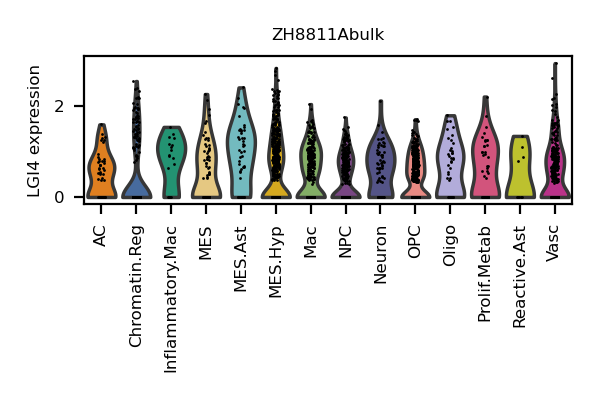 ZH8811Abulk
LGI4 expression
2
0
AC
Chromatin.Reg
Inflammatory.Mac
MES
MES.Ast
MES.Hyp
Mac
NPC
Neuron
OPC
Oligo
Prolif.Metab
Reactive.Ast
Vasc